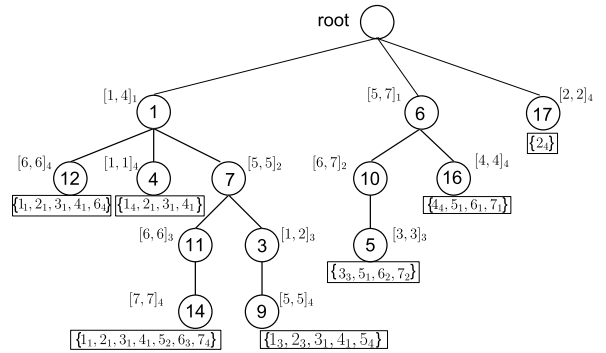 root
[1, 4]₁ 1 [5, 7]₁ 6 17 [2, 2]₄
{2₄}
[6, 6]₄ 12 [1, 1]₄ 4 7 [5, 5]₂ [6, 7]₂ 10 16 [4, 4]₄
{1₁, 2₁, 3₁, 4₁, 6₄} {1₄, 2₁, 3₁, 4₁} {4₄, 5₁, 6₁, 7₁}
[6, 6]₃ 11 3 [1, 2]₃ 5 [3, 3]₃
{3₃, 5₁, 6₂, 7₂}
[7, 7]₄ 14 9 [5, 5]₄
{1₁, 2₁, 3₁, 4₁, 5₂, 6₃, 7₄} {1₃, 2₃, 3₁, 4₁, 5₄}